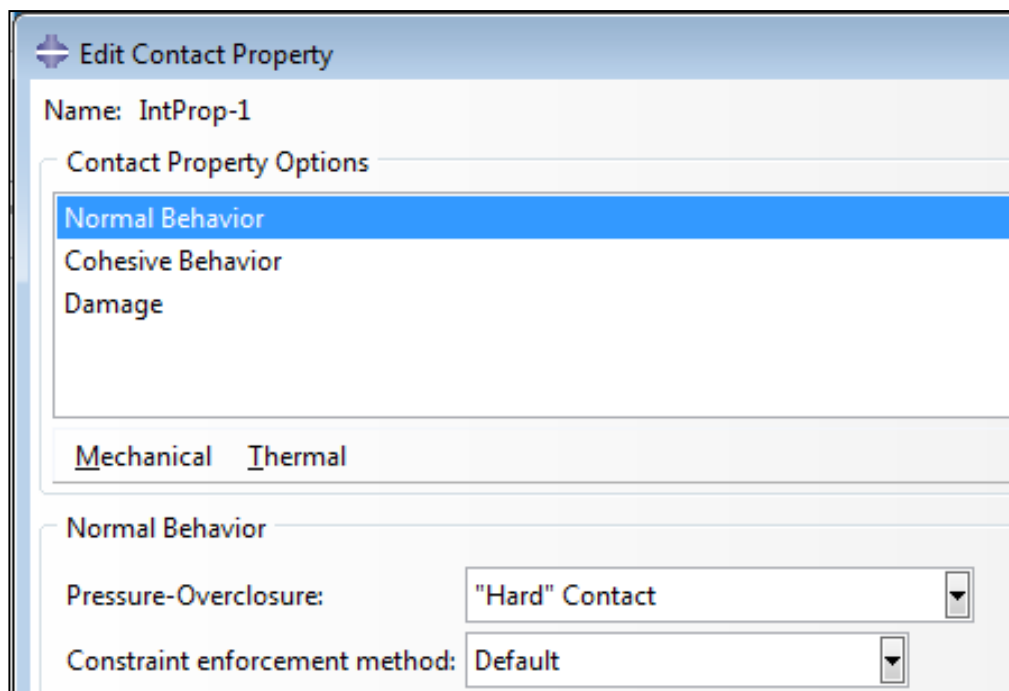 Edit Contact Property
Name: IntProp-1
Contact Property Options
Normal Behavior
Cohesive Behavior
Damage
Mechanical Thermal
Normal Behavior
Pressure-Overclosure: "Hard" Contact
Constraint enforcement method: Default